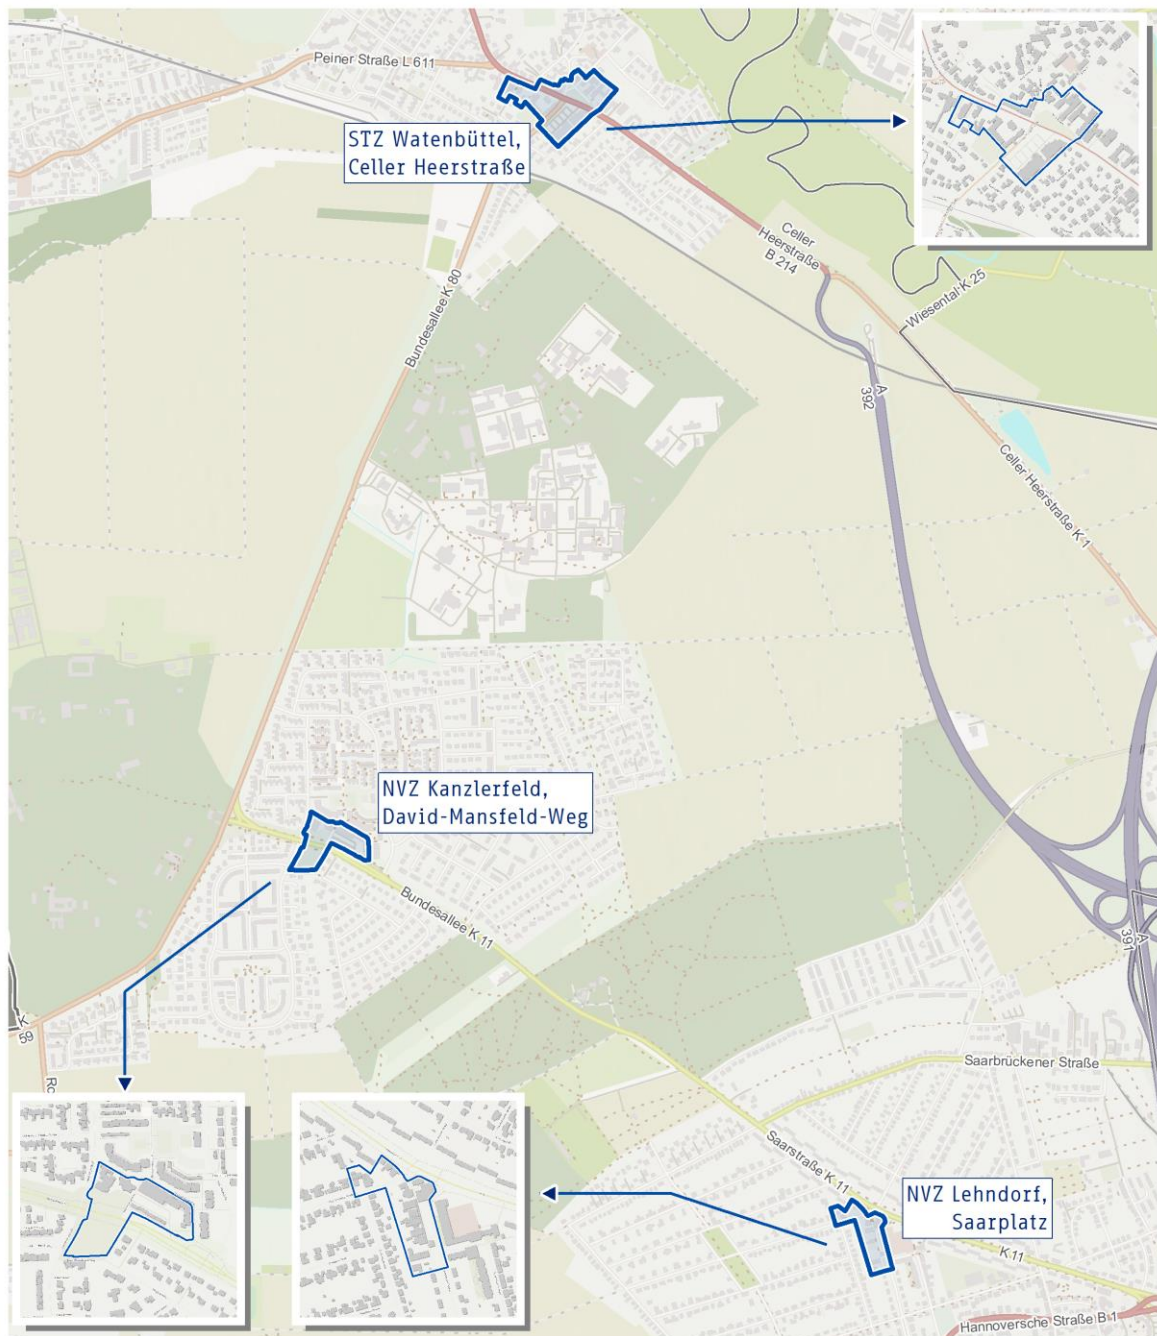 Peiner Straße L 611
STZ Watenbüttel,
Celler Heerstraße
Celler
Heerstraße
B 214
Wiesental K 25
Bundesallee K 80
A
392
Celler Heerstraße K 1
NVZ Kanzlerfeld,
David-Mansfeld-Weg
Bundesallee K 11
A
391
K
59
Saarbrückener Straße
Saarstraße K 11
NVZ Lehndorf,
Saarplatz
K 11
Hannoversche Straße B 1